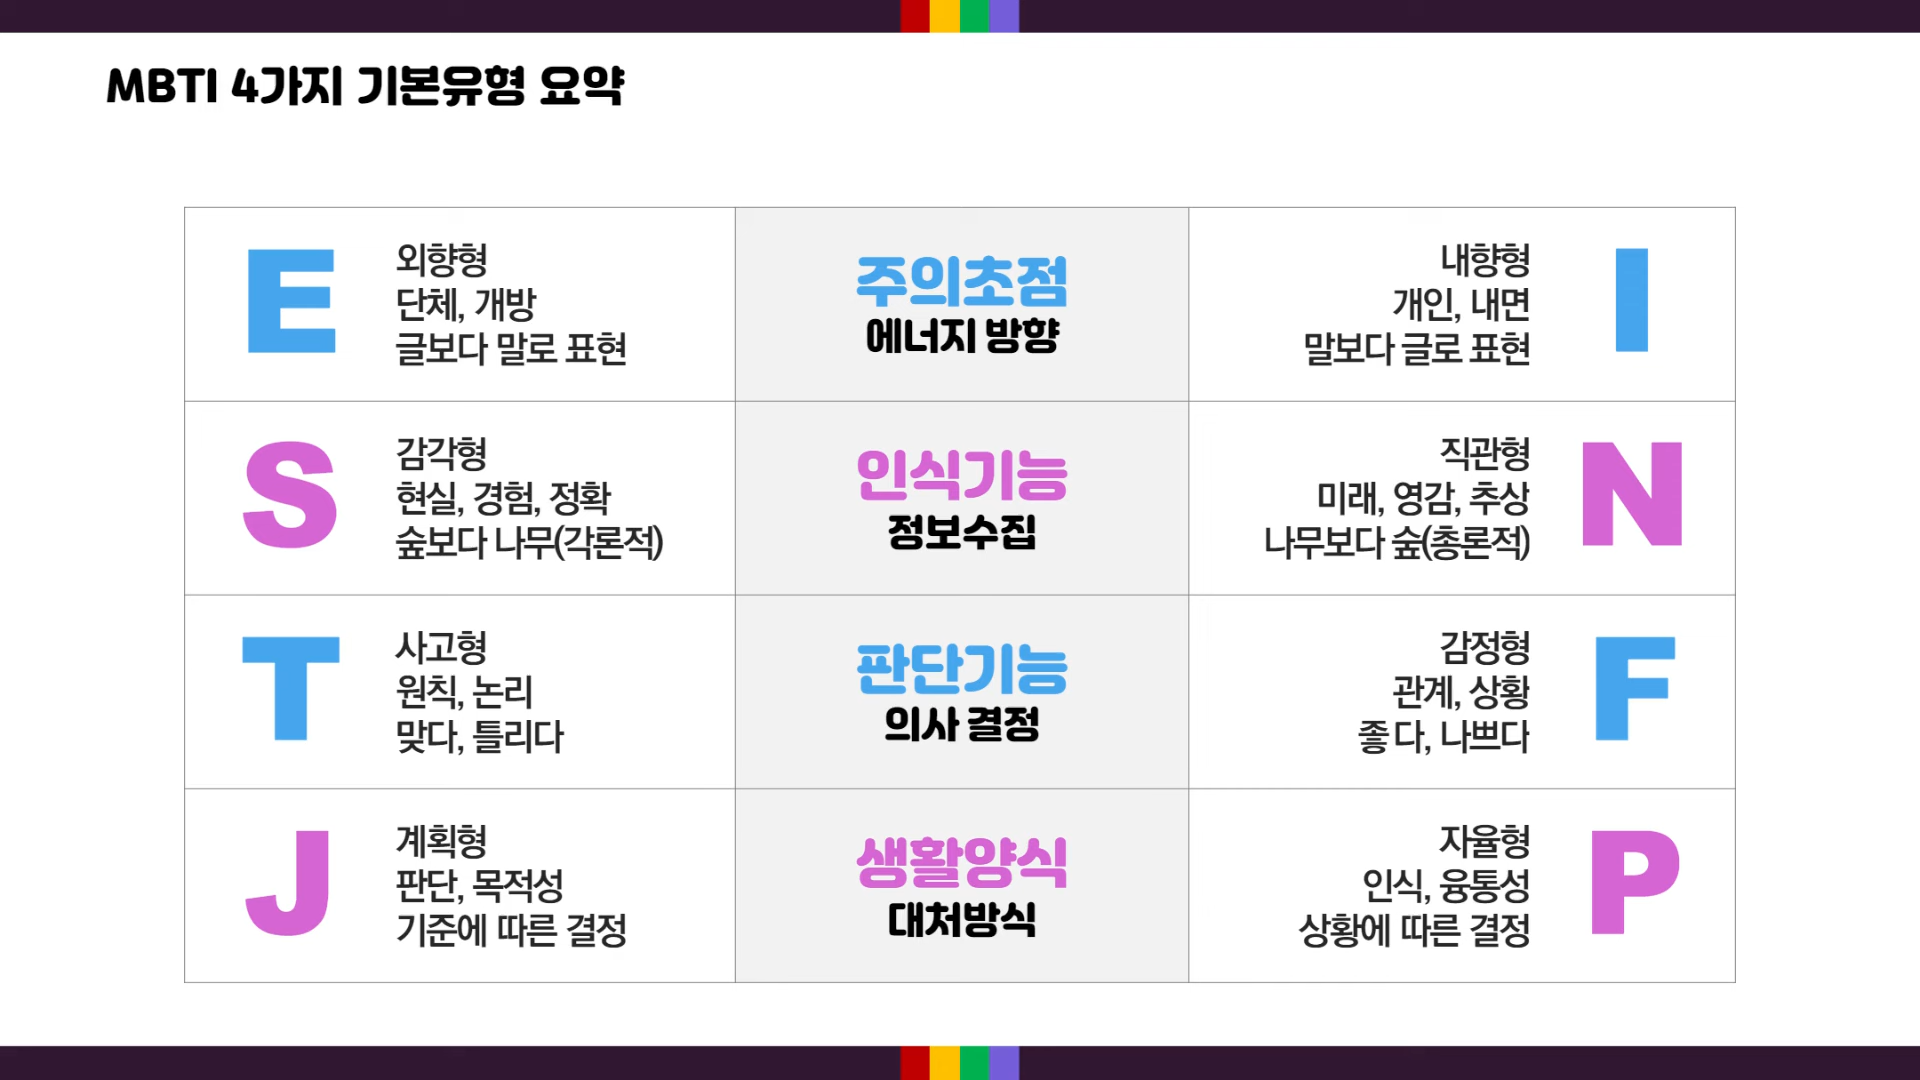 MBTI 4가지 기본유형 요약
E
외향형
단체, 개방
글보다 말로 표현
주의초점
에너지 방향
내향형
개인, 내면
말보다 글로 표현
I
S
감각형
현실, 경험, 정확
숲보다 나무(각론적)
인식기능
정보수집
직관형
미래, 영감, 추상
나무보다 숲(총론적)
N
T
사고형
원칙, 논리
맞다, 틀리다
판단기능
의사 결정
감정형
관계, 상황
좋다, 나쁘다
F
J
계획형
판단, 목적성
기준에 따른 결정
생활양식
대처방식
자율형
인식, 융통성
상황에 따른 결정
P